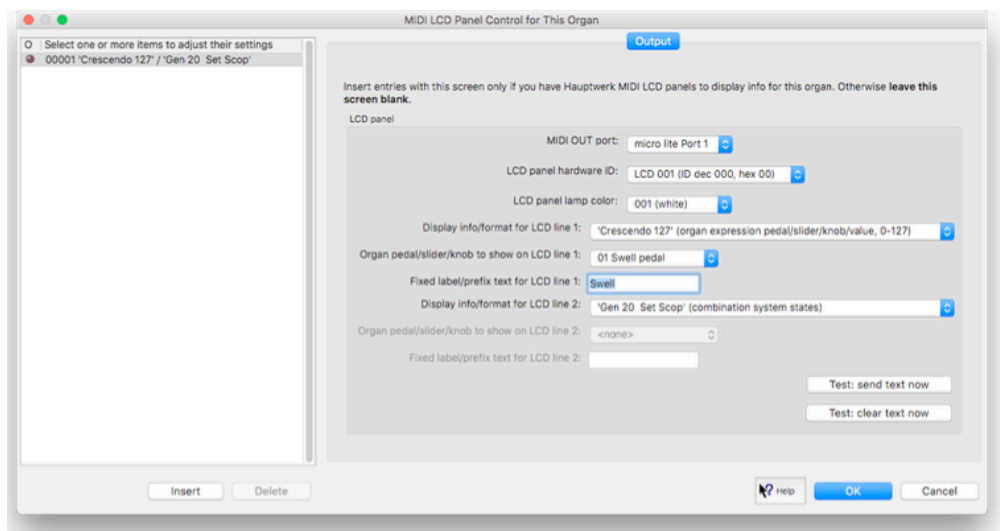 MIDI LCD Panel Control for This Organ
O Select one or more items to adjust their settings
00001 'Crescendo 127' / 'Gen 20  Set Scop'
Output
Insert entries with this screen only if you have Hauptwerk MIDI LCD panels to display info for this organ. Otherwise leave this
screen blank.
LCD panel
MIDI OUT port: micro lite Port 1
LCD panel hardware ID: LCD 001 (ID dec 000, hex 00)
LCD panel lamp color: 001 (white)
Display info/format for LCD line 1: 'Crescendo 127' (organ expression pedal/slider/knob/value, 0-127)
Organ pedal/slider/knob to show on LCD line 1: 01 Swell pedal
Fixed label/prefix text for LCD line 1: Swell
Display info/format for LCD line 2: 'Gen 20  Set Scop' (combination system states)
Organ pedal/slider/knob to show on LCD line 2: <none>
Fixed label/prefix text for LCD line 2:
Test: send text now
Test: clear text now
Insert Delete ? Help OK Cancel